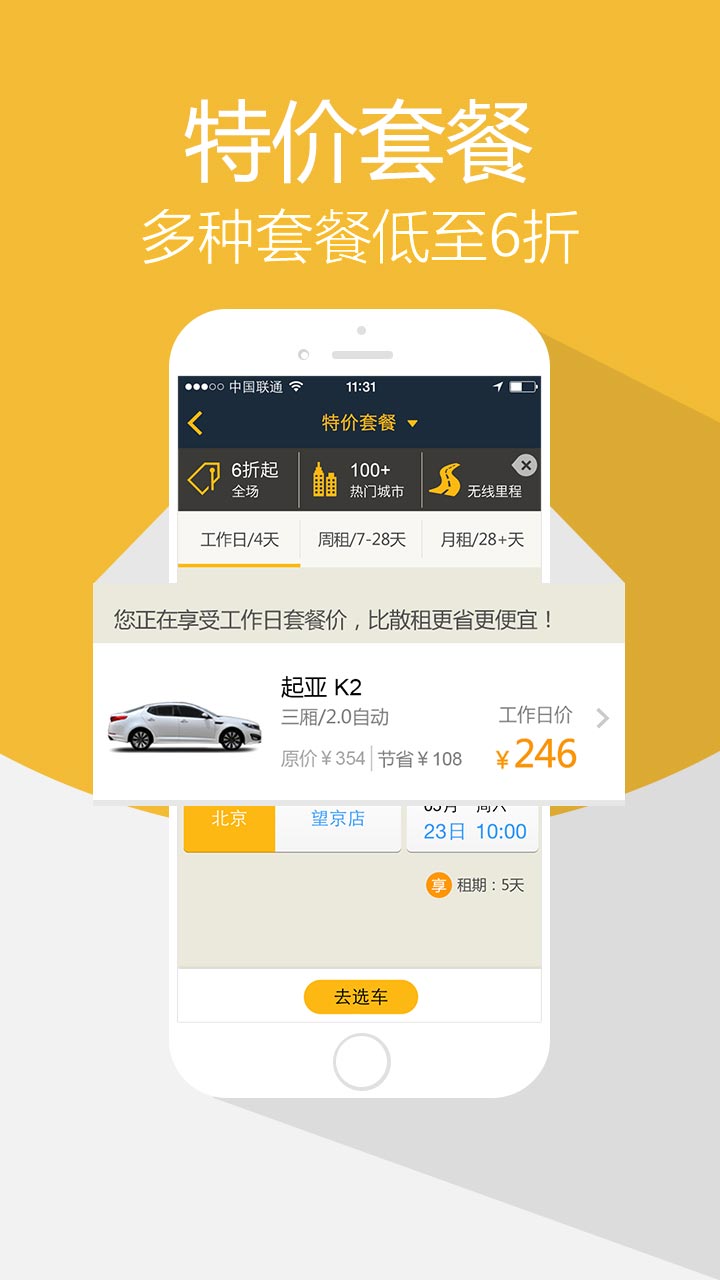 特价套餐
多种套餐低至6折
中国联通 11:31
特价套餐
6折起 100+
全场 热门城市 无线里程
工作日/4天 周租/7-28天 月租/28+天
您正在享受工作日套餐价，比散租更省更便宜！
起亚 K2
三厢/2.0自动 工作日价
原价￥354 节省￥108 ￥246
北京 望京店
23日 10:00
享 租期：5天
去选车